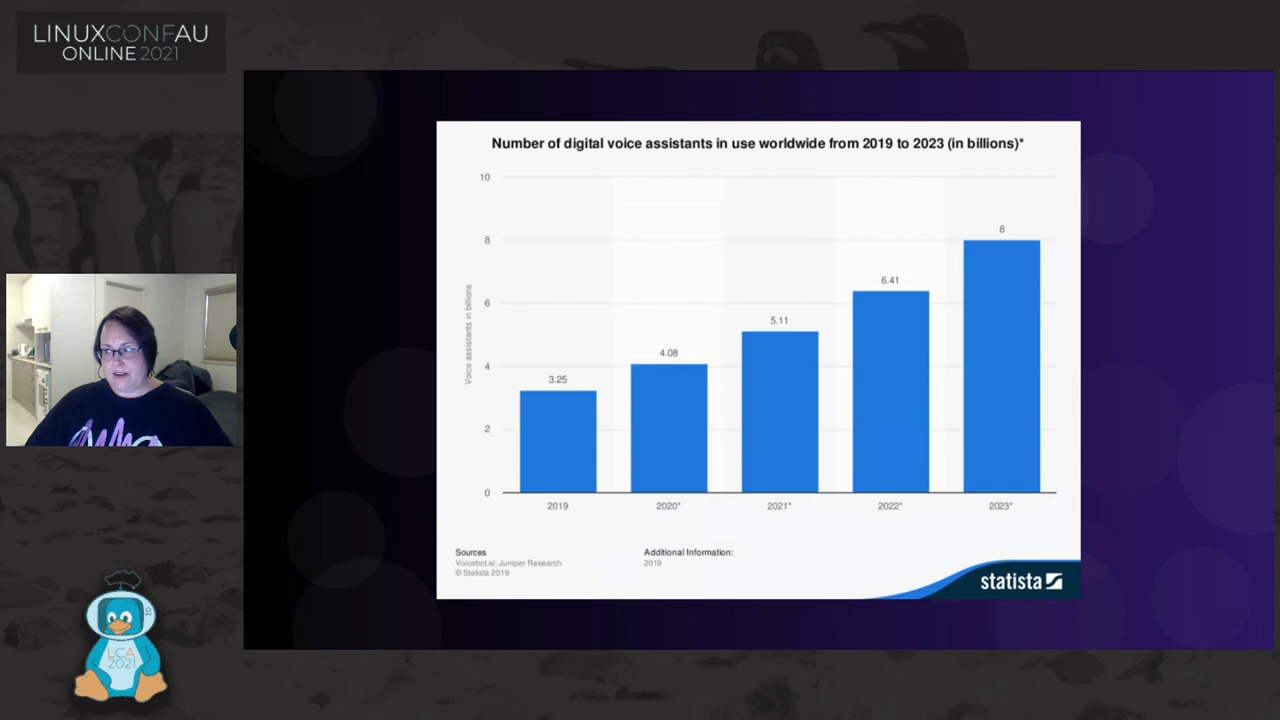 LINUXCONFAU
ONLINE 2021
Number of digital voice assistants in use worldwide from 2019 to 2023 (in billions)*
10
8
6
4
2
0
Voice assistants in billions
3.25
4.08
5.11
6.41
8
2019
2020*
2021*
2022*
2023*
Sources
Voicebot.ai; Juniper Research
© Statista 2019
Additional Information:
2019
statista
LCA
2021